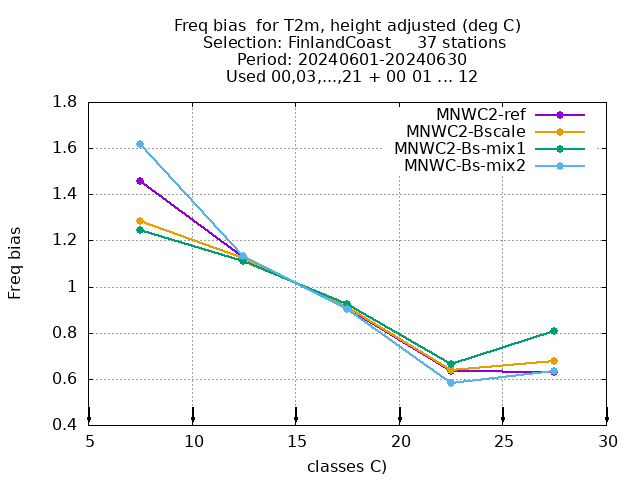 Freq bias  for T2m, height adjusted (deg C)
Selection: FinlandCoast     37 stations
Period: 20240601-20240630
Used 00,03,...,21 + 00 01 ... 12
MNWC2-ref
MNWC2-Bscale
MNWC2-Bs-mix1
MNWC-Bs-mix2
Freq bias
1.8
1.6
1.4
1.2
1
0.8
0.6
0.4
5 10 15 20 25 30
classes C)